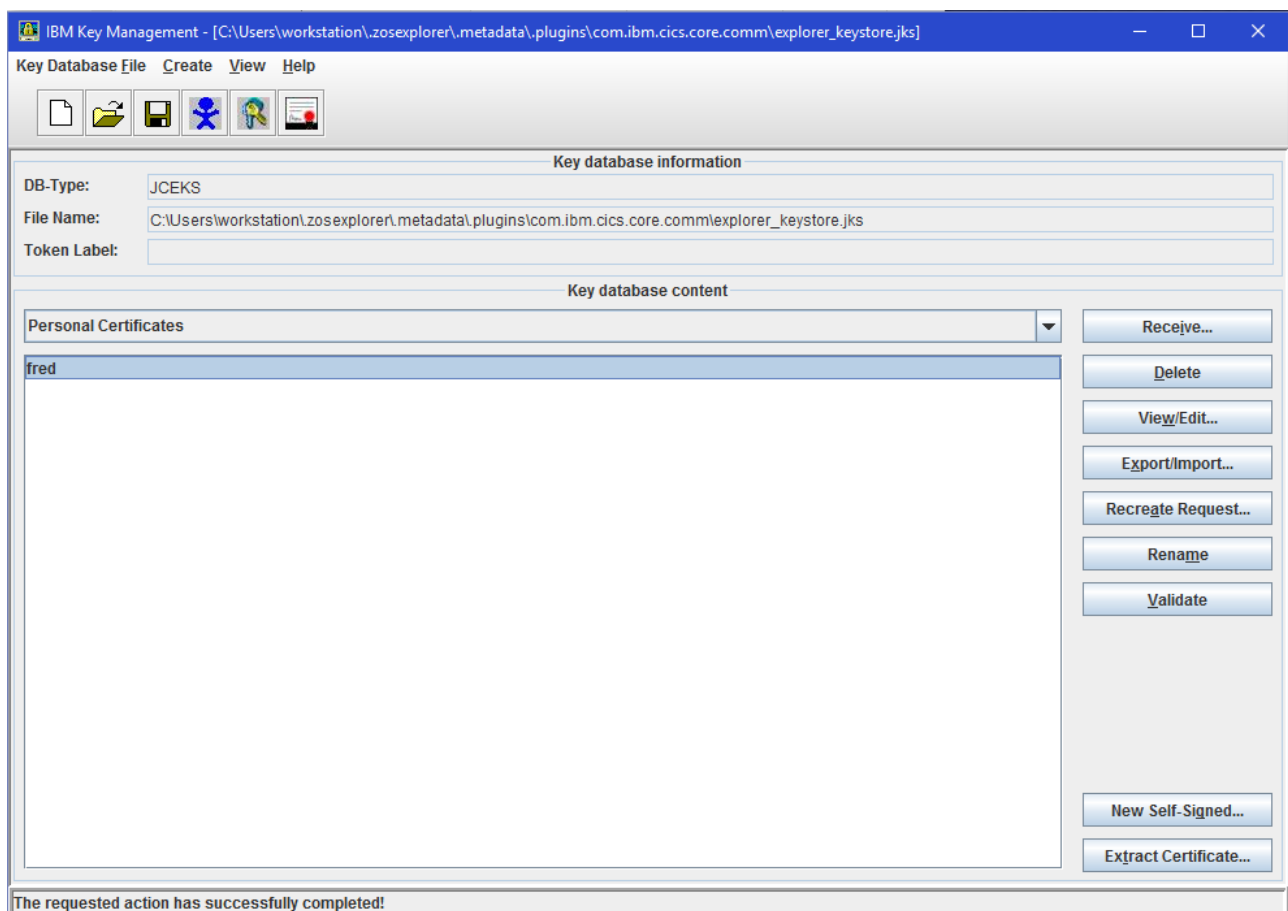 IBM Key Management - [C:\Users\workstation\.zosexplorer\.metadata\.plugins\com.ibm.cics.core.comm\explorer_keystore.jks]
Key Database File Create View Help
Key database information
DB-Type: JCEKS
File Name: C:\Users\workstation\.zosexplorer\.metadata\.plugins\com.ibm.cics.core.comm\explorer_keystore.jks
Token Label:
Key database content
Personal Certificates
Receive...
fred
Delete
View/Edit...
Export/Import...
Recreate Request...
Rename
Validate
New Self-Signed...
Extract Certificate...
The requested action has successfully completed!